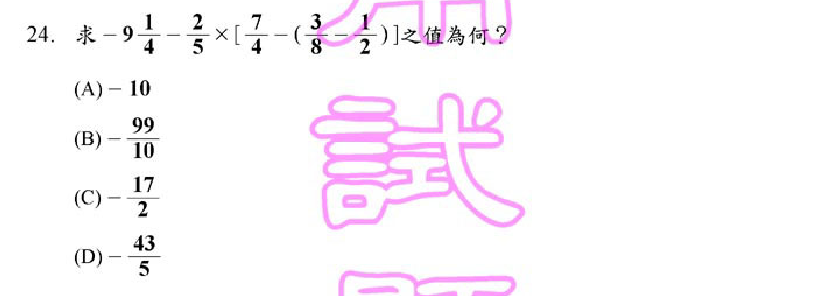 24. 求 －9 1/4 － 2/5 × [ 7/4 － ( 3/8 － 1/2 )]之值為何？
(A)－ 10
(B)－ 99/10
(C)－ 17/2
(D)－ 43/5
試